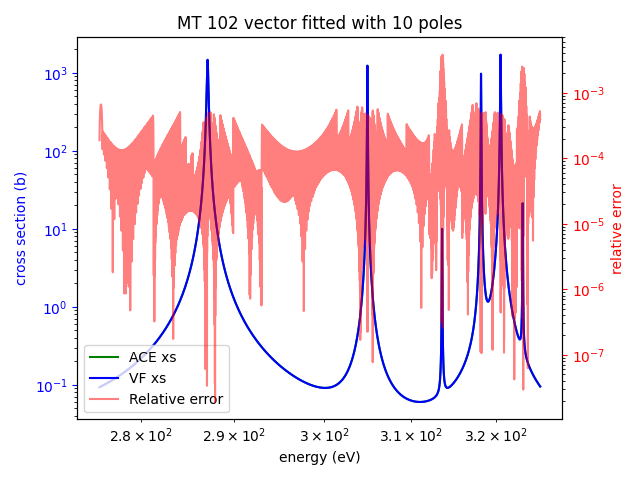 MT 102 vector fitted with 10 poles
10³
10²
10¹
10⁰
10⁻¹
cross section (b)
10⁻³
10⁻⁴
10⁻⁵
10⁻⁶
10⁻⁷
relative error
ACE xs
VF xs
Relative error
2.8 × 10² 2.9 × 10² 3 × 10² 3.1 × 10² 3.2 × 10²
energy (eV)